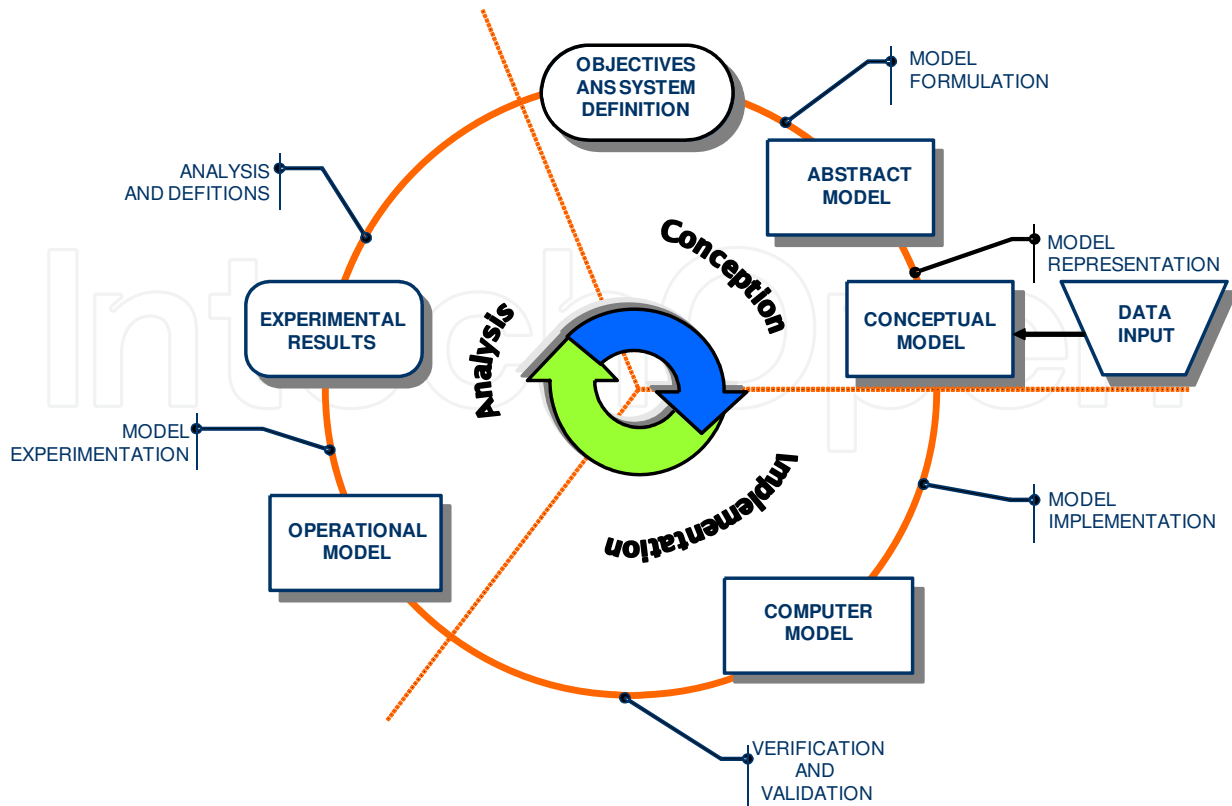 OBJECTIVES
ANS SYSTEM
DEFINITION
MODEL
FORMULATION
ABSTRACT
MODEL
MODEL
REPRESENTATION
CONCEPTUAL
MODEL
DATA
INPUT
MODEL
IMPLEMENTATION
COMPUTER
MODEL
VERIFICATION
AND
VALIDATION
OPERATIONAL
MODEL
MODEL
EXPERIMENTATION
EXPERIMENTAL
RESULTS
ANALYSIS
AND DEFITIONS
Conception
Implementation
Analysis
IntechOpen